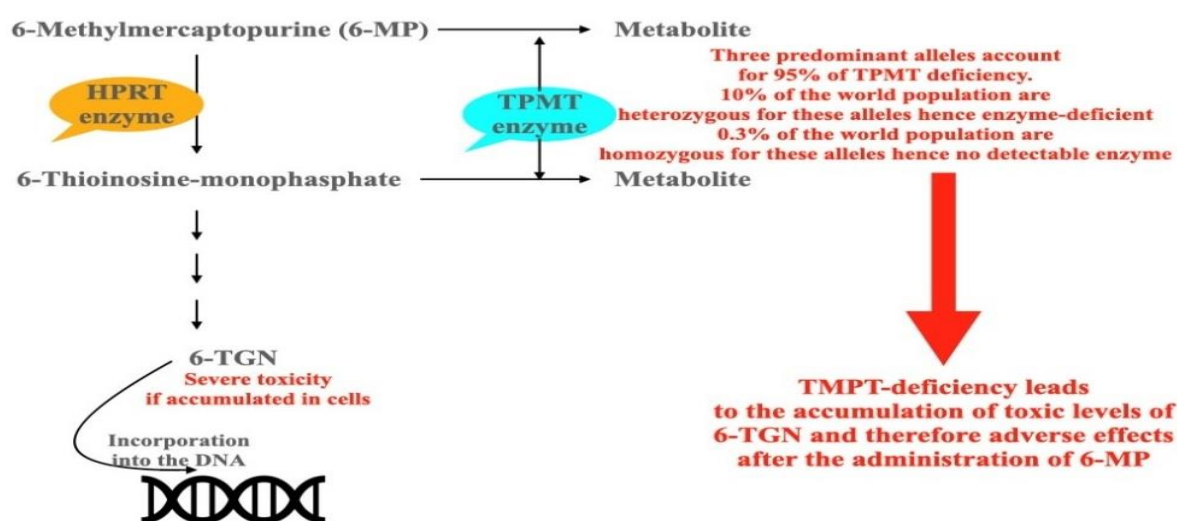 6-Methylmercaptopurine (6-MP)
Metabolite
HPRT
enzyme
TPMT
enzyme
Three predominant alleles account
for 95% of TPMT deficiency.
10% of the world population are
heterozygous for these alleles hence enzyme-deficient
0.3% of the world population are
homozygous for these alleles hence no detectable enzyme
6-Thioinosine-monophasphate
Metabolite
6-TGN
Severe toxicity
if accumulated in cells
Incorporation
into the DNA
TMPT-deficiency leads
to the accumulation of toxic levels of
6-TGN and therefore adverse effects
after the administration of 6-MP